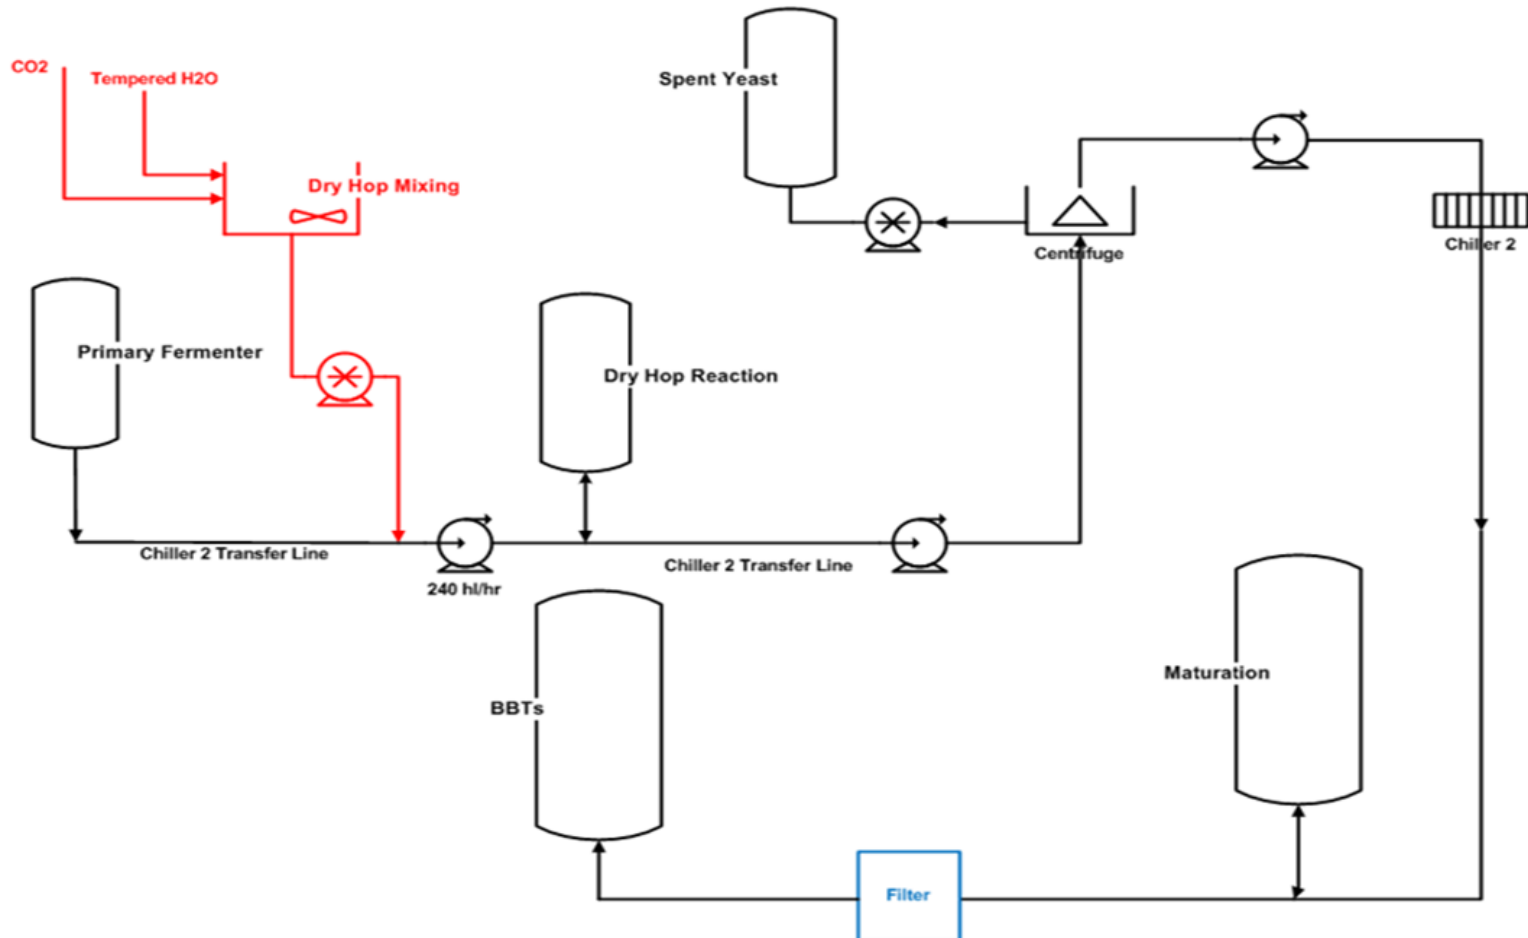 CO2
Tempered H2O
Spent Yeast
Dry Hop Mixing
Chiller 2
Centrifuge
Primary Fermenter
Dry Hop Reaction
Chiller 2 Transfer Line
Chiller 2 Transfer Line
240 hl/hr
Maturation
BBTs
Filter